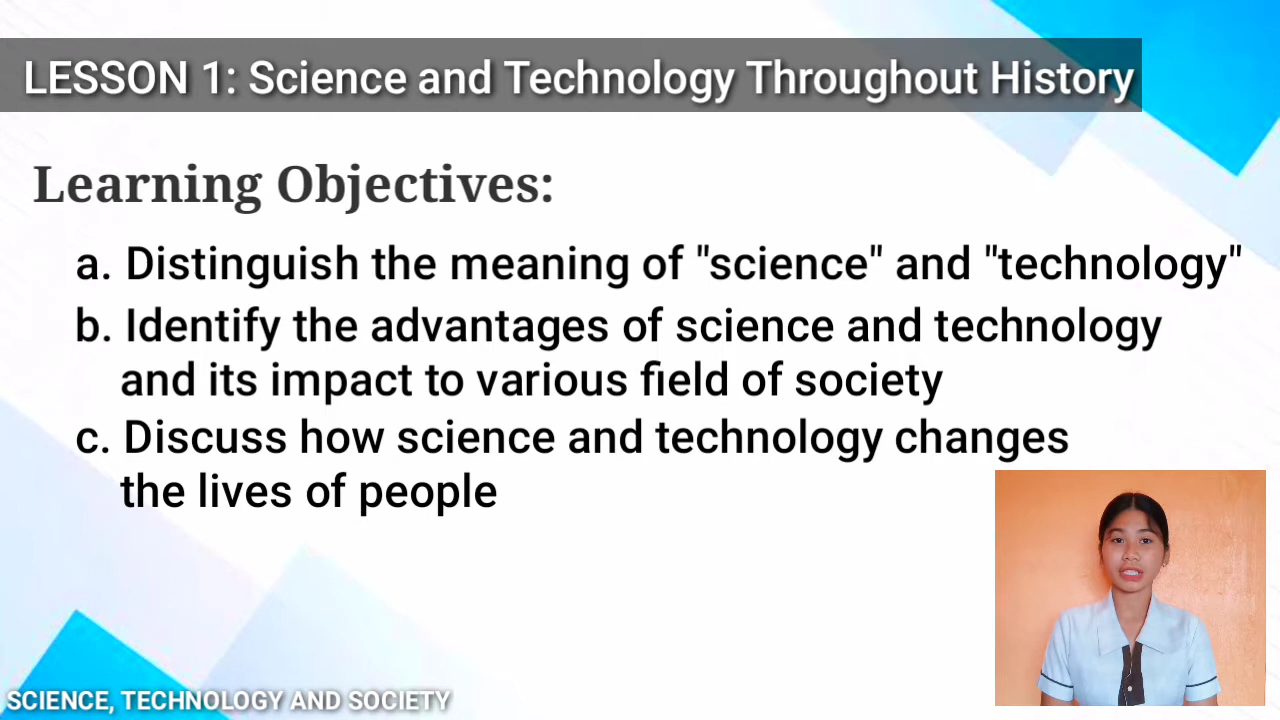 LESSON 1: Science and Technology Throughout History
Learning Objectives:
a. Distinguish the meaning of "science" and "technology"
b. Identify the advantages of science and technology
and its impact to various field of society
c. Discuss how science and technology changes
the lives of people
SCIENCE, TECHNOLOGY AND SOCIETY